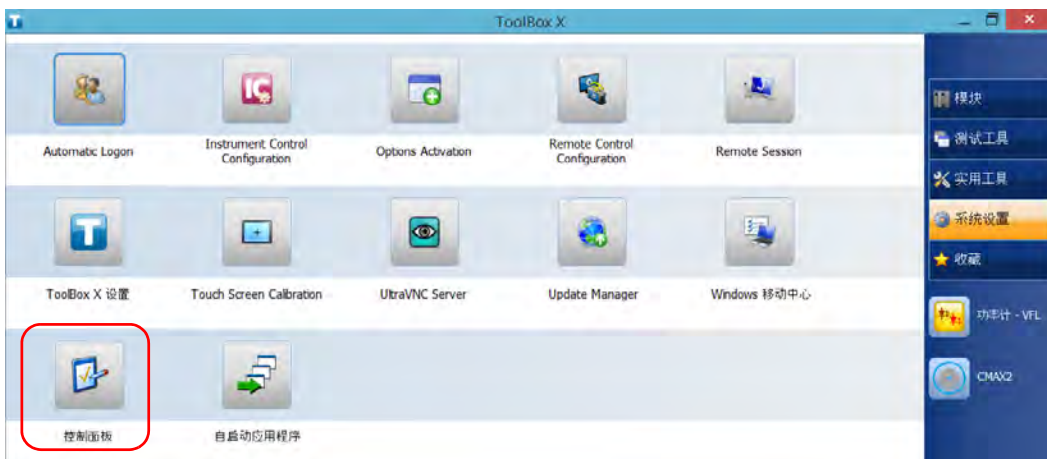 ToolBox X
Automatic Logon
Instrument Control
Configuration
Options Activation
Remote Control
Configuration
Remote Session
ToolBox X 设置
Touch Screen Calibration
UltraVNC Server
Update Manager
Windows 移动中心
控制面板
自启动应用程序
模块
测试工具
实用工具
系统设置
收藏
功率计 - VFL
CMAX2